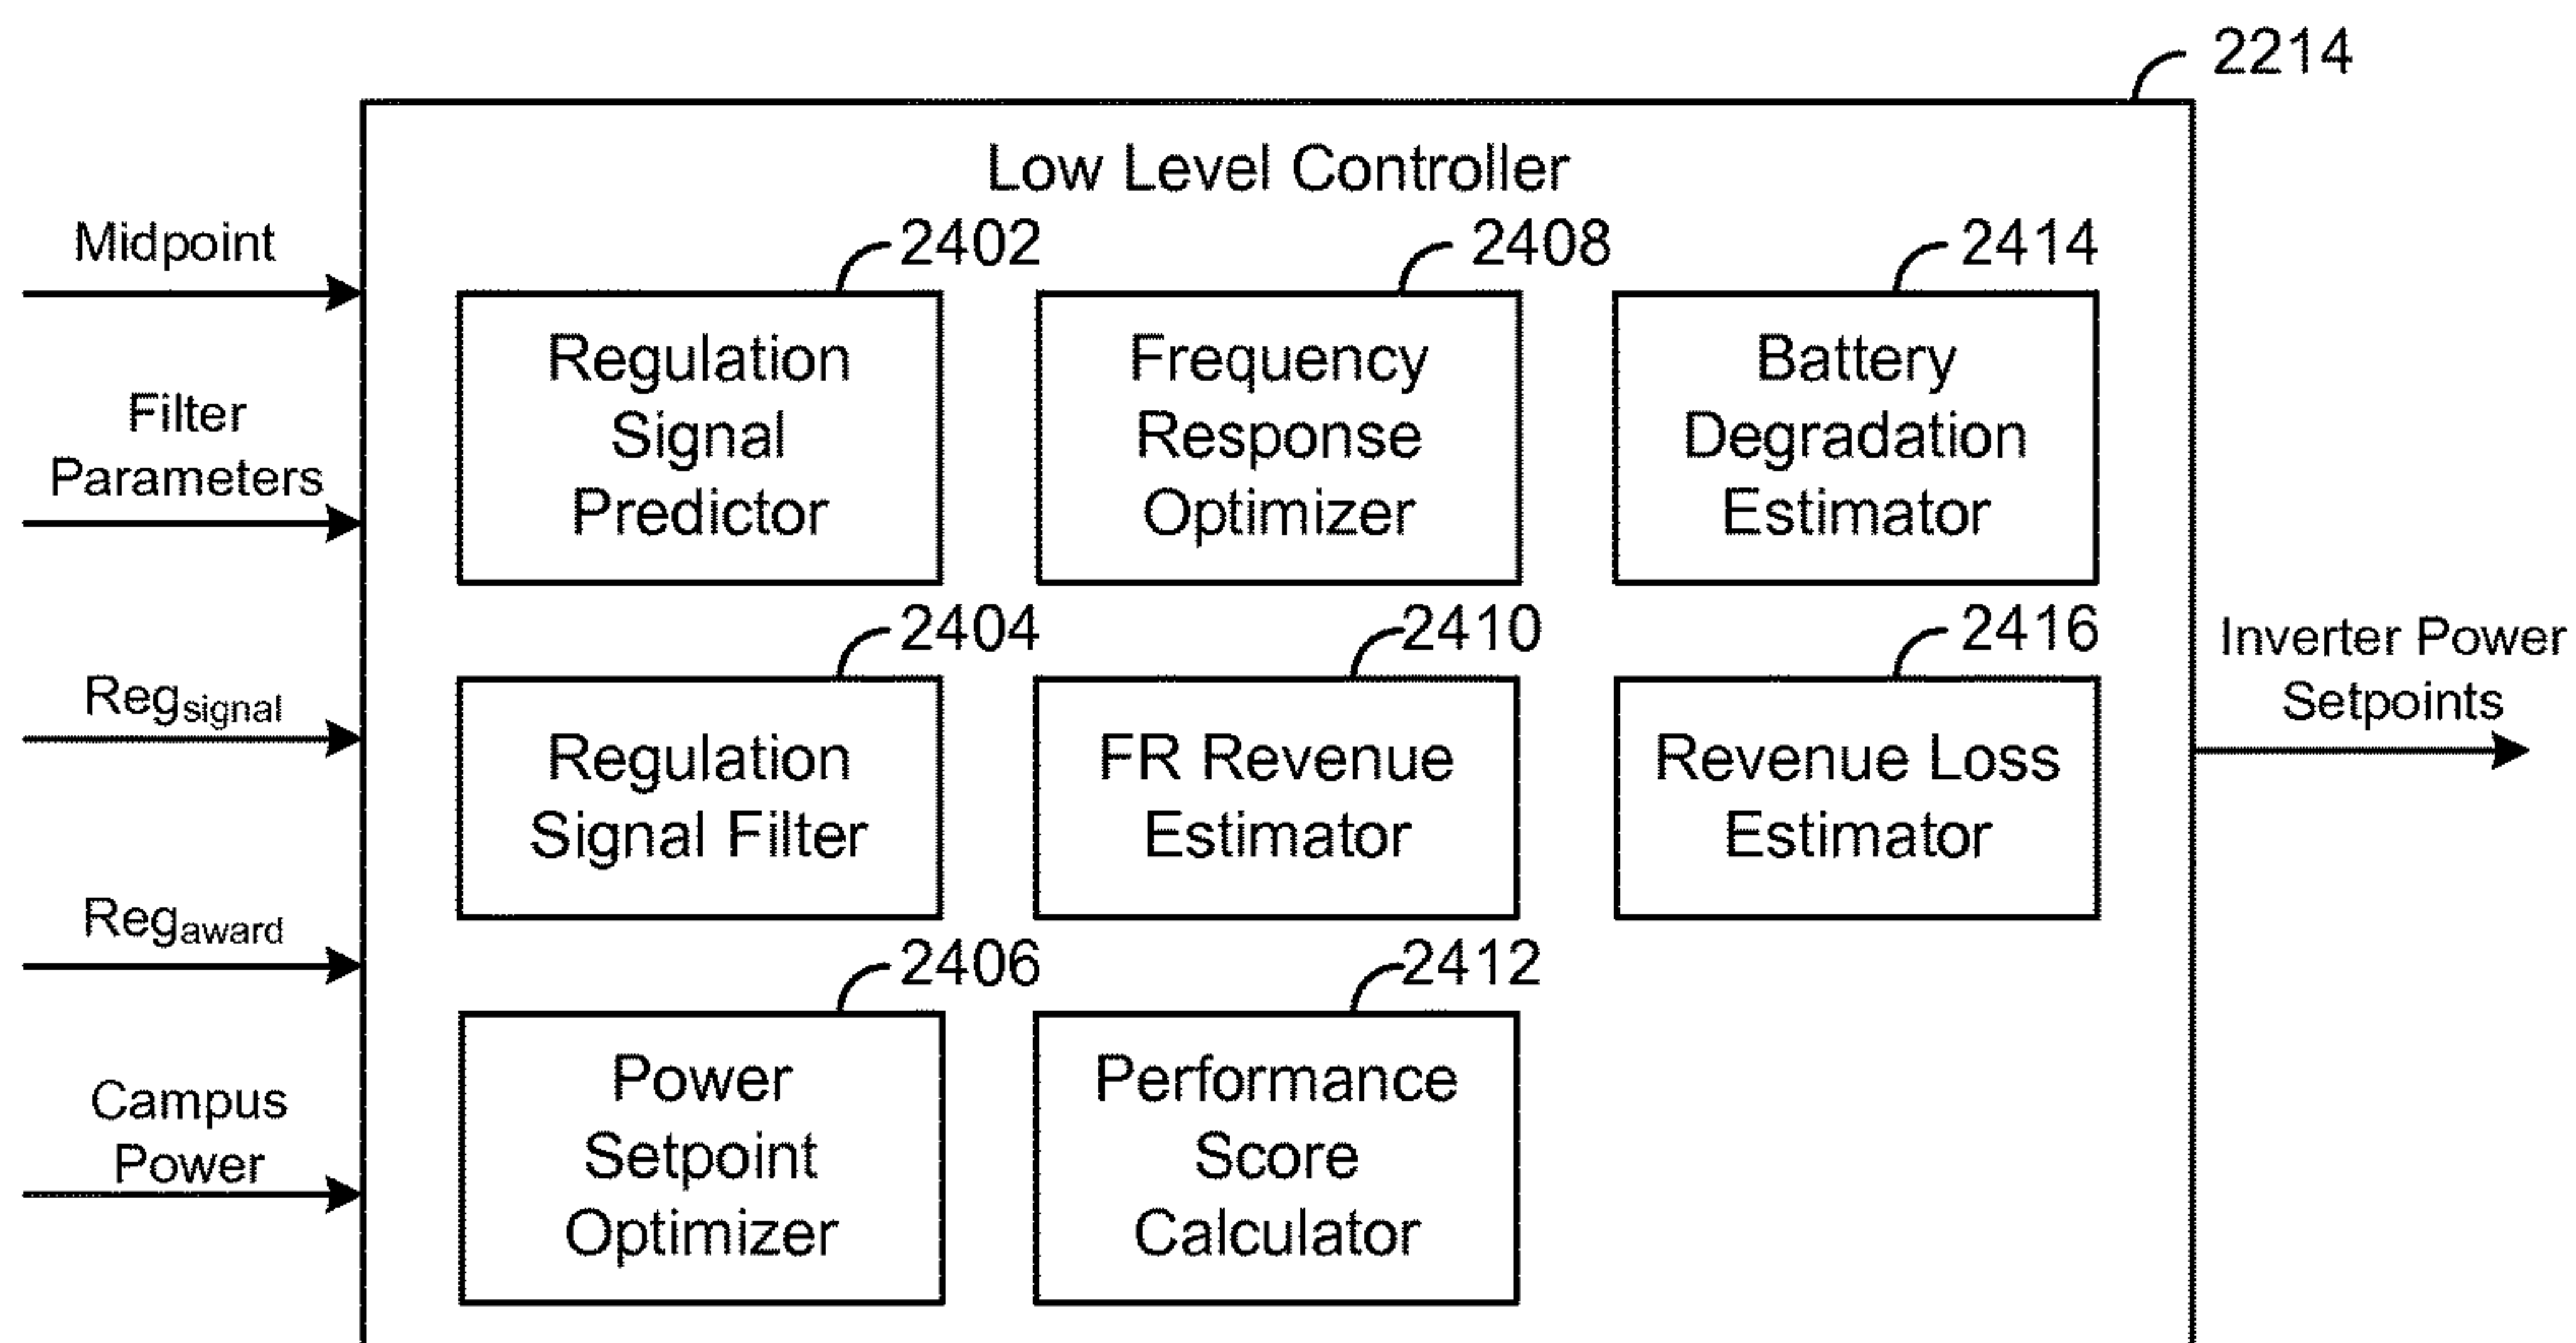 2214
Low Level Controller
Midpoint
Filter
Parameters
Reg_signal
Reg_award
Campus
Power
2402
Regulation
Signal
Predictor
2408
Frequency
Response
Optimizer
2414
Battery
Degradation
Estimator
2404
Regulation
Signal Filter
2410
FR Revenue
Estimator
2416
Revenue Loss
Estimator
2406
Power
Setpoint
Optimizer
2412
Performance
Score
Calculator
Inverter Power
Setpoints